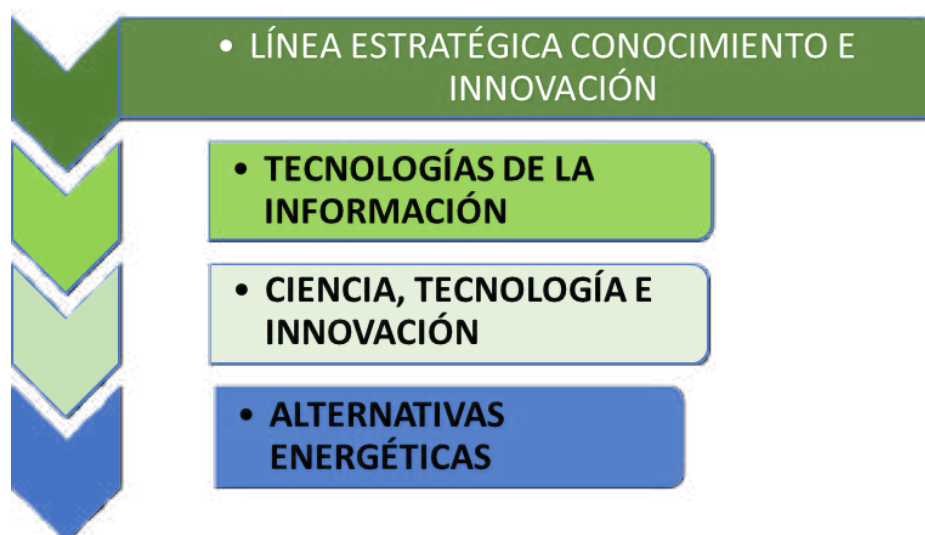 • LÍNEA ESTRATÉGICA CONOCIMIENTO E
INNOVACIÓN
• TECNOLOGÍAS DE LA
INFORMACIÓN
• CIENCIA, TECNOLOGÍA E
INNOVACIÓN
• ALTERNATIVAS
ENERGÉTICAS